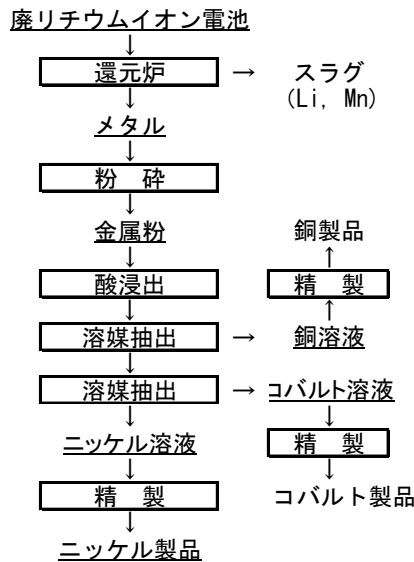 廃リチウムイオン電池
↓
還元炉 → スラグ
↓ (Li, Mn)
メタル
↓
粉 砕
↓
金属粉 銅製品
↓ ↑
酸浸出 精 製
↓ ↑
溶媒抽出 → 銅溶液
↓
溶媒抽出 → コバルト溶液
↓ ↓
ニッケル溶液 精 製
↓ ↓
精 製 コバルト製品
↓
ニッケル製品